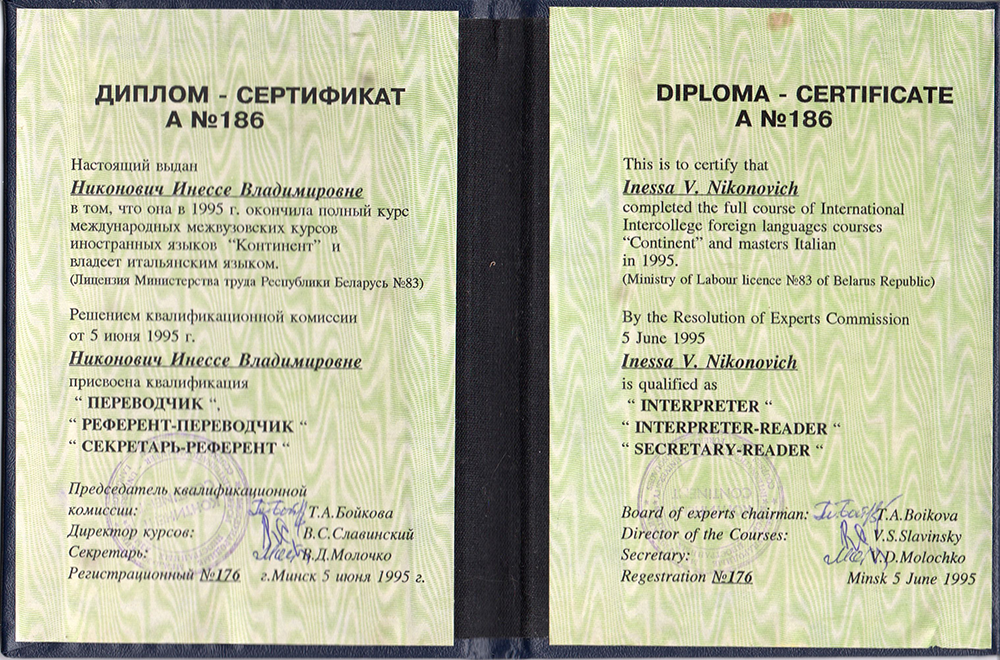 ДИПЛОМ - СЕРТИФИКАТ
А №186
Настоящий выдан
Никонович Инессе Владимировне
в том, что она в 1995 г. окончила полный курс
международных межвузовских курсов
иностранных языков “Континент” и
владеет итальянским языком.
(Лицензия Министерства труда Республики Беларусь №83)
Решением квалификационной комиссии
от 5 июня 1995 г.
Никонович Инессе Владимировне
присвоена квалификация
“ ПЕРЕВОДЧИК “,
“ РЕФЕРЕНТ-ПЕРЕВОДЧИК “
“ СЕКРЕТАРЬ-РЕФЕРЕНТ “
Председатель квалификационной
комиссии: Т.А.Бойкова
Директор курсов: В.С.Славинский
Секретарь: В.Д.Молочко
Регистрационный №176 г.Минск 5 июня 1995 г.
DIPLOMA - CERTIFICATE
A №186
This is to certify that
Inessa V. Nikonovich
completed the full course of International
Intercollege foreign languages courses
“Continent” and masters Italian
in 1995.
(Ministry of Labour licence №83 of Belarus Republic)
By the Resolution of Experts Commission
5 June 1995
Inessa V. Nikonovich
is qualified as
“ INTERPRETER “
“ INTERPRETER-READER “
“ SECRETARY-READER “
Board of experts chairman: T.A.Boikova
Director of the Courses: V.S.Slavinsky
Secretary: V.D.Molochko
Regestration №176 Minsk 5 June 1995